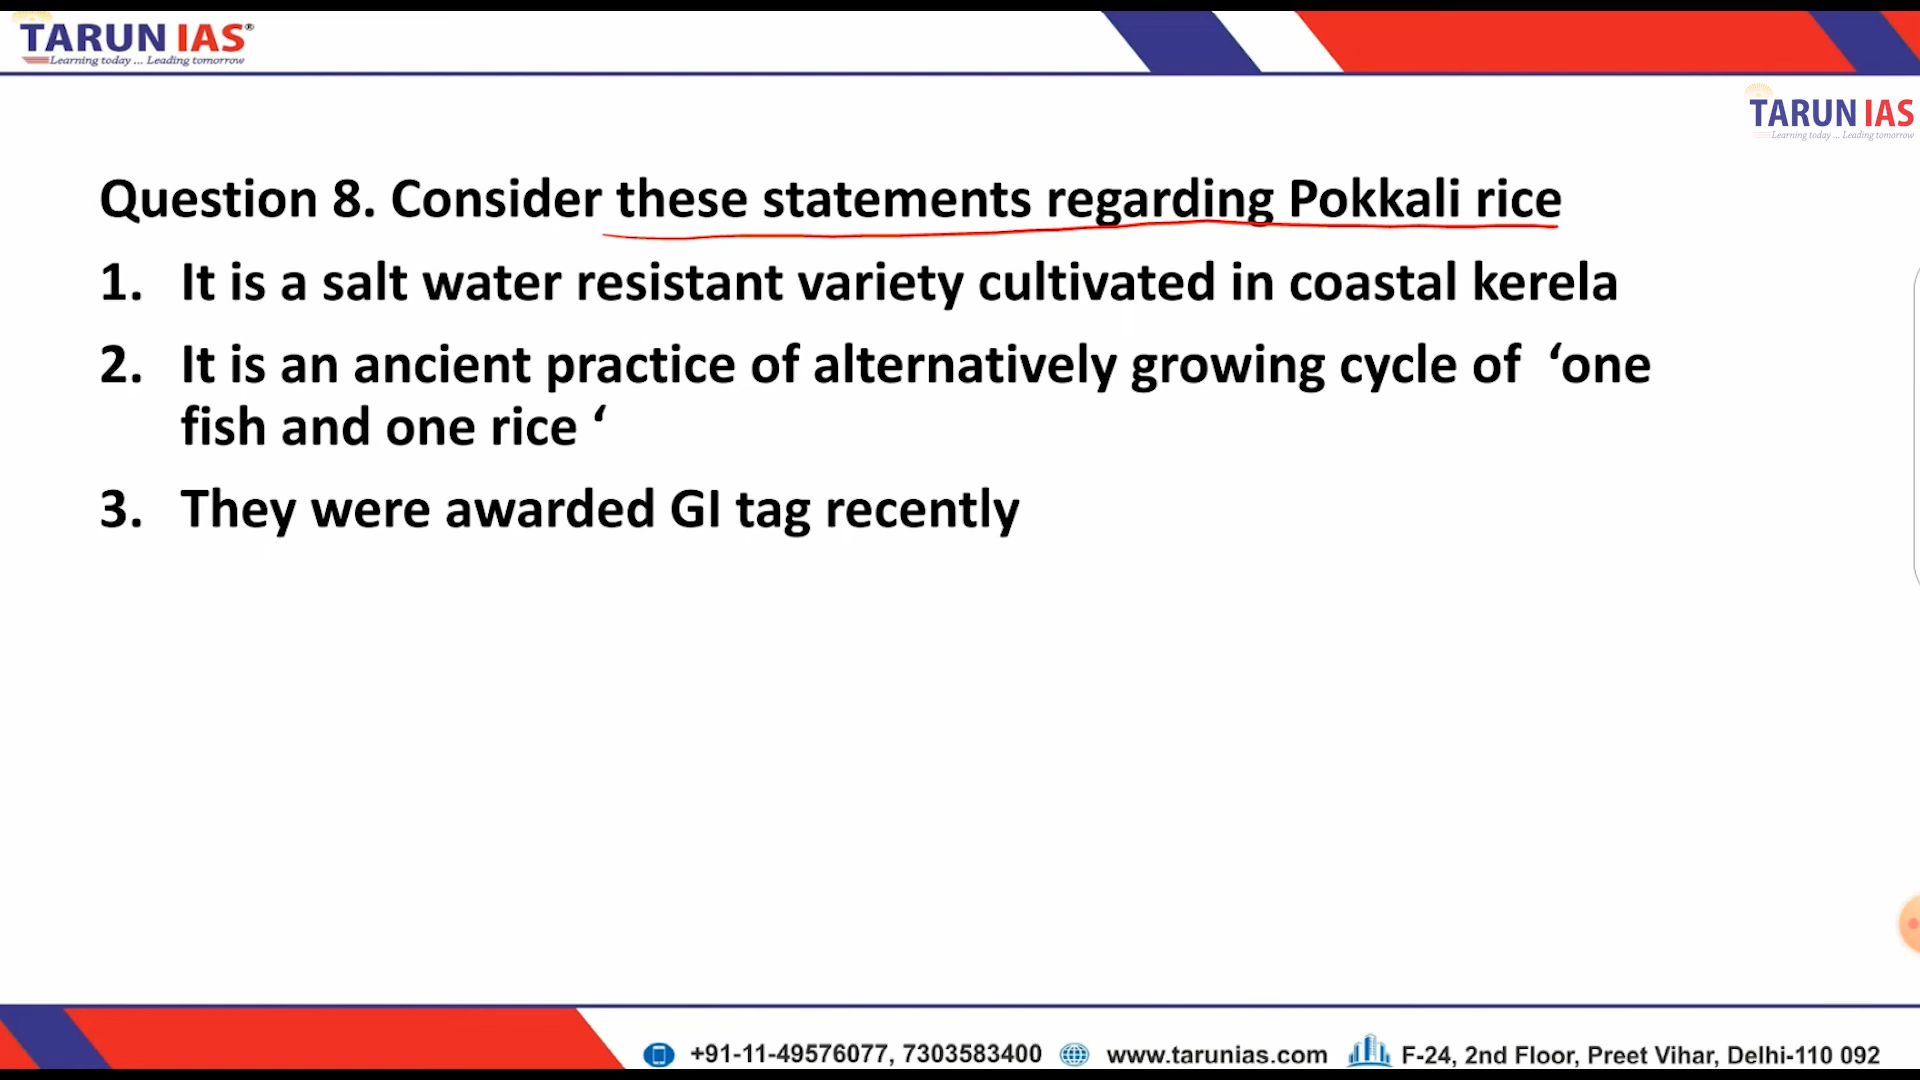 TARUN IAS®
Learning today ... Leading tomorrow
TARUN IAS
Learning today ... Leading tomorrow
Question 8. Consider these statements regarding Pokkali rice
1. It is a salt water resistant variety cultivated in coastal kerela
2. It is an ancient practice of alternatively growing cycle of ‘one
fish and one rice ‘
3. They were awarded GI tag recently
+91-11-49576077, 7303583400 www.tarunias.com F-24, 2nd Floor, Preet Vihar, Delhi-110 092